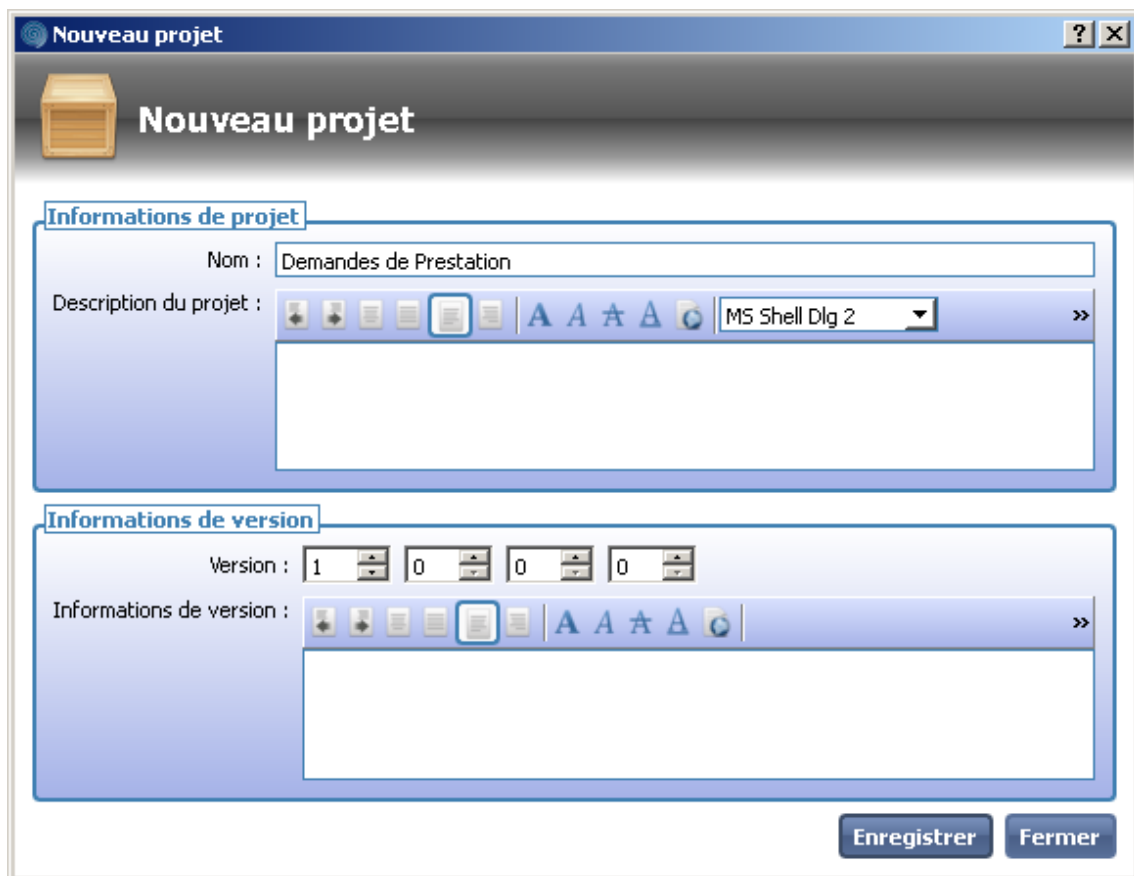 Nouveau projet
Nouveau projet
Informations de projet
Nom : Demandes de Prestation
Description du projet : A A A A MS Shell Dlg 2 »
Informations de version
Version : 1 0 0 0
Informations de version : A A A A »
Enregistrer Fermer